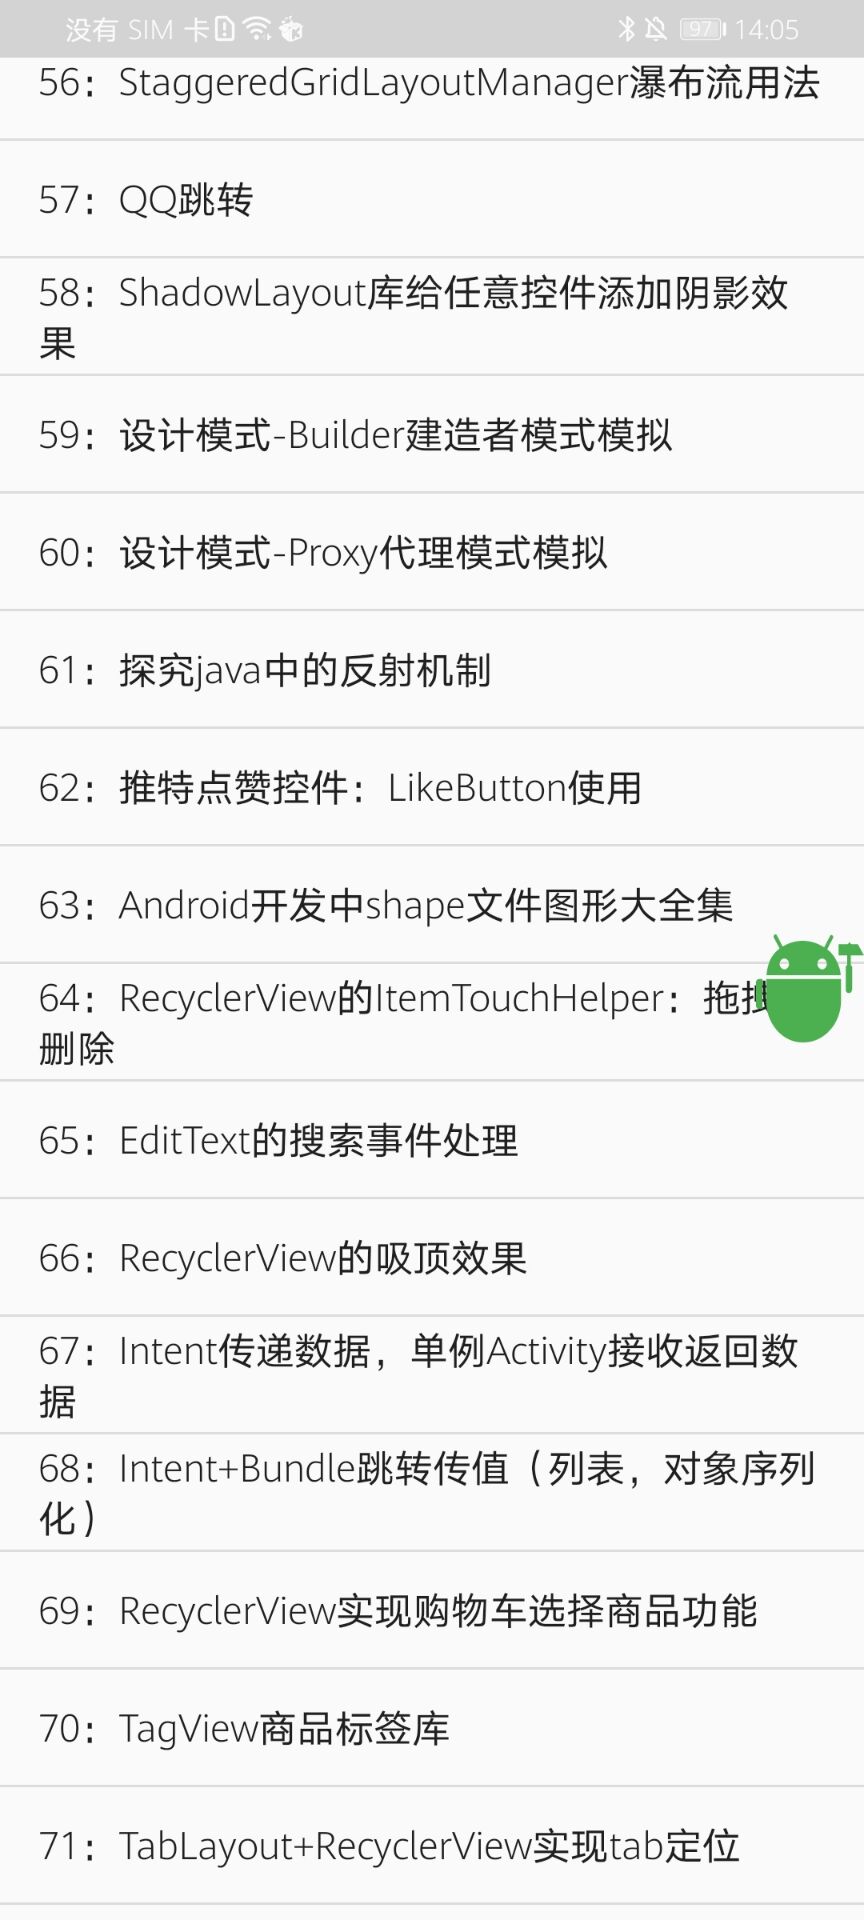 没有 SIM 卡 97 14:05
56：StaggeredGridLayoutManager瀑布流用法
57：QQ跳转
58：ShadowLayout库给任意控件添加阴影效
果
59：设计模式-Builder建造者模式模拟
60：设计模式-Proxy代理模式模拟
61：探究java中的反射机制
62：推特点赞控件：LikeButton使用
63：Android开发中shape文件图形大全集
64：RecyclerView的ItemTouchHelper：拖
删除
65：EditText的搜索事件处理
66：RecyclerView的吸顶效果
67：Intent传递数据，单例Activity接收返回数
据
68：Intent+Bundle跳转传值（列表，对象序列
化）
69：RecyclerView实现购物车选择商品功能
70：TagView商品标签库
71：TabLayout+RecyclerView实现tab定位